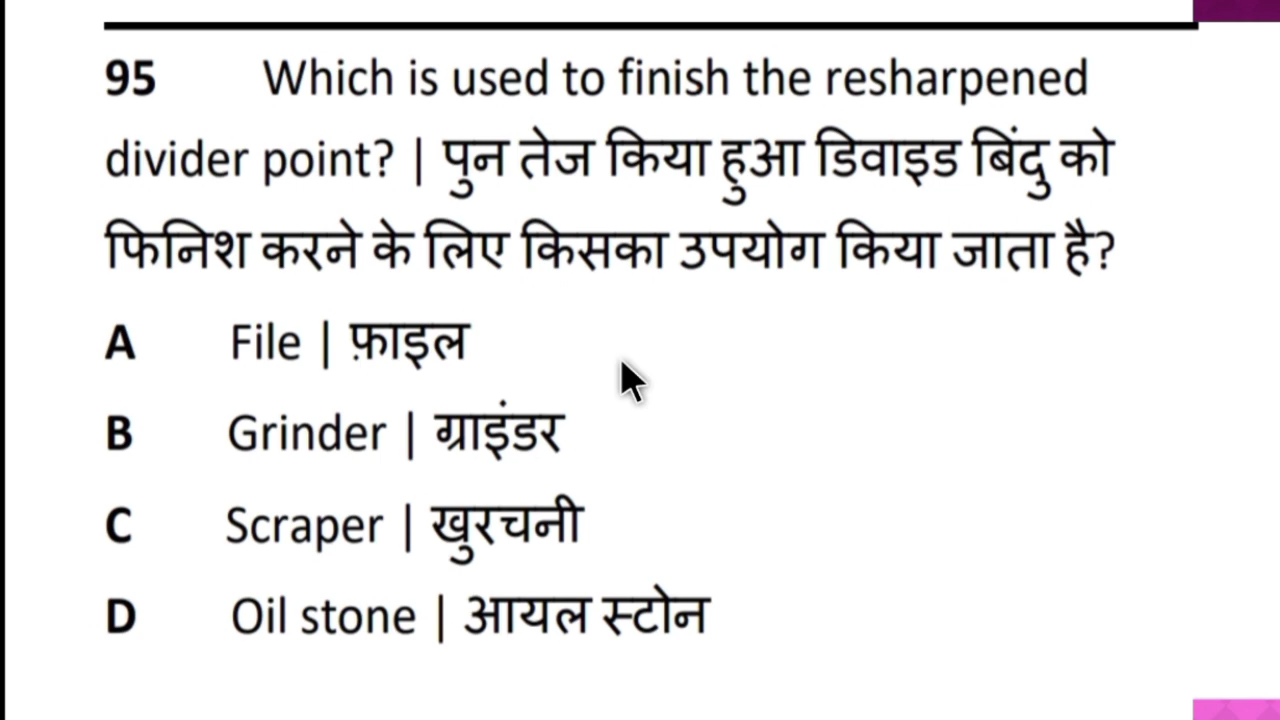 95 Which is used to finish the resharpened
divider point? | पुन तेज किया हुआ डिवाइड बिंदु को
फिनिश करने के लिए किसका उपयोग किया जाता है?
A File | फ़ाइल
B Grinder | ग्राइंडर
C Scraper | खुरचनी
D Oil stone | आयल स्टोन